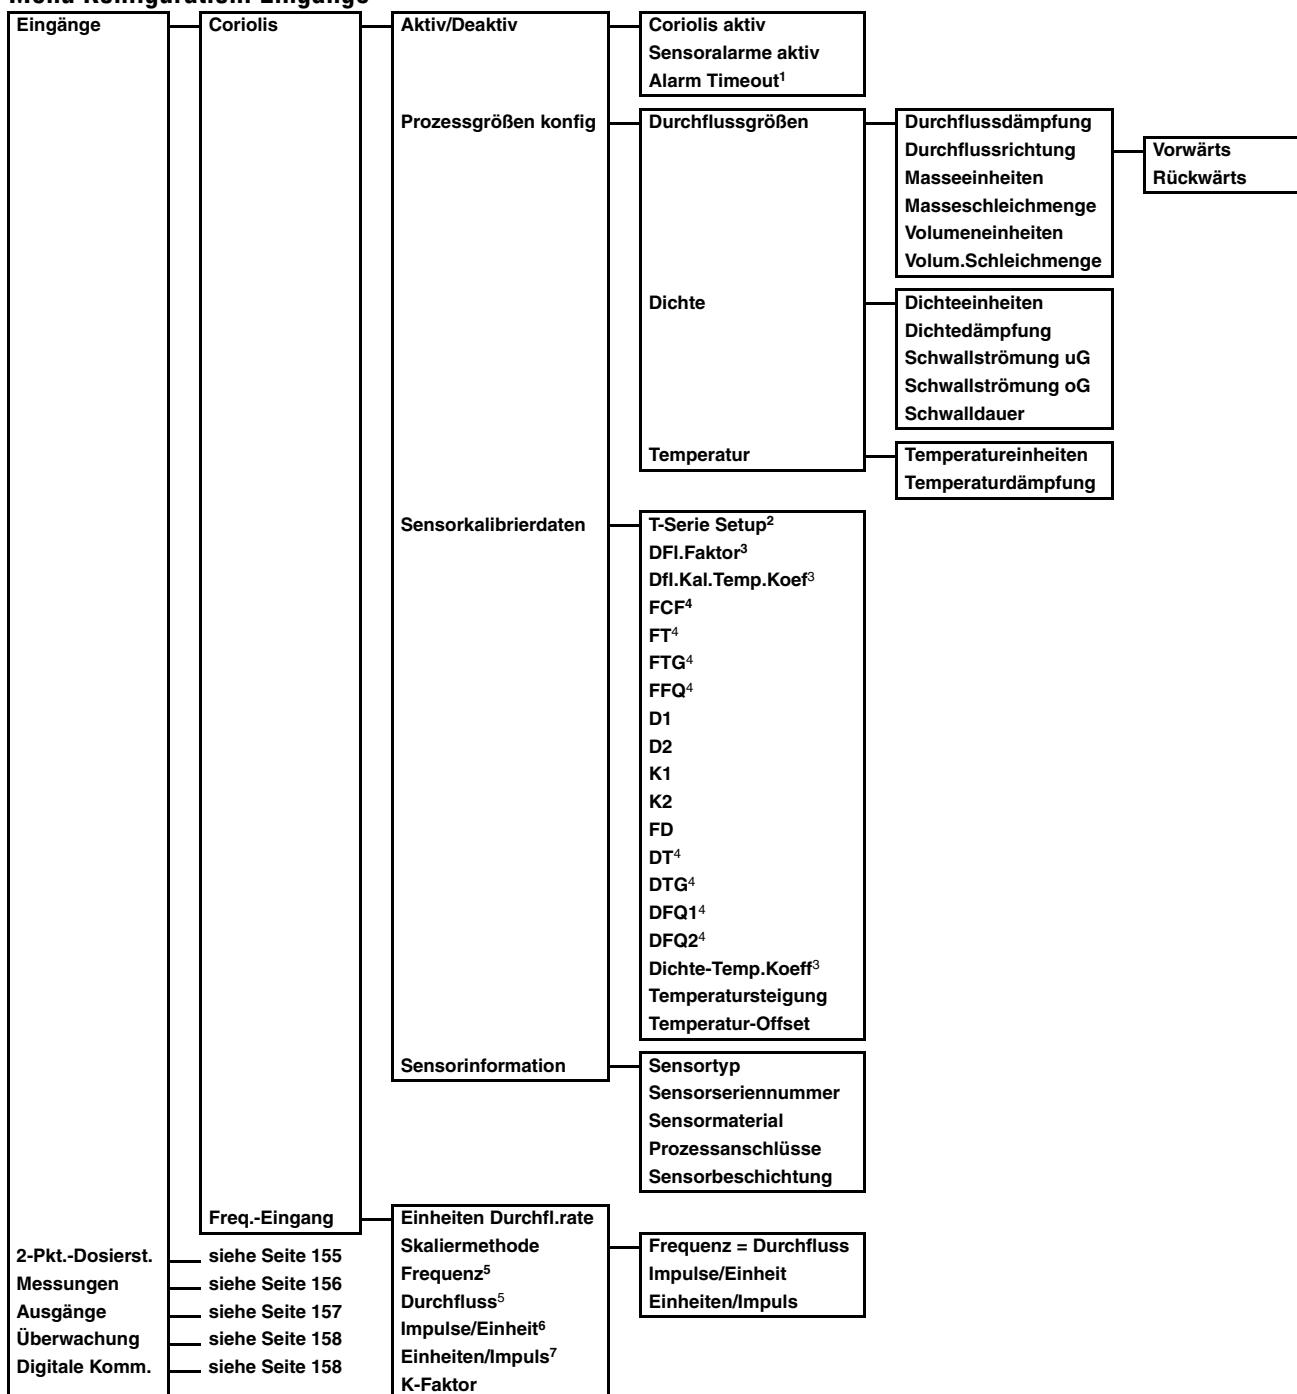 Menü Konfiguration: Eingänge
Eingänge
Coriolis
Aktiv/Deaktiv
Coriolis aktiv
Sensoralarme aktiv
Alarm Timeout¹
Prozessgrößen konfig
Durchflussgrößen
Durchflussdämpfung
Durchflussrichtung
Masseeinheiten
Masseschleichmenge
Volumeneinheiten
Volum.Schleichmenge
Vorwärts
Rückwärts
Dichte
Dichteeinheiten
Dichtedämpfung
Schwallströmung uG
Schwallströmung oG
Schwalldauer
Temperatur
Temperatureinheiten
Temperaturdämpfung
Sensorkalibrierdaten
T-Serie Setup²
DFl.Faktor³
Dfl.Kal.Temp.Koef³
FCF⁴
FT⁴
FTG⁴
FFQ⁴
D1
D2
K1
K2
FD
DT⁴
DTG⁴
DFQ1⁴
DFQ2⁴
Dichte-Temp.Koeff³
Temperatursteigung
Temperatur-Offset
Sensorinformation
Sensortyp
Sensorseriennummer
Sensormaterial
Prozessanschlüsse
Sensorbeschichtung
Freq.-Eingang
Einheiten Durchfl.rate
Skaliermethode
Frequenz⁵
Durchfluss⁵
Impulse/Einheit⁶
Einheiten/Impuls⁷
K-Faktor
Frequenz = Durchfluss
Impulse/Einheit
Einheiten/Impuls
2-Pkt.-Dosierst. siehe Seite 155
Messungen siehe Seite 156
Ausgänge siehe Seite 157
Überwachung siehe Seite 158
Digitale Komm. siehe Seite 158